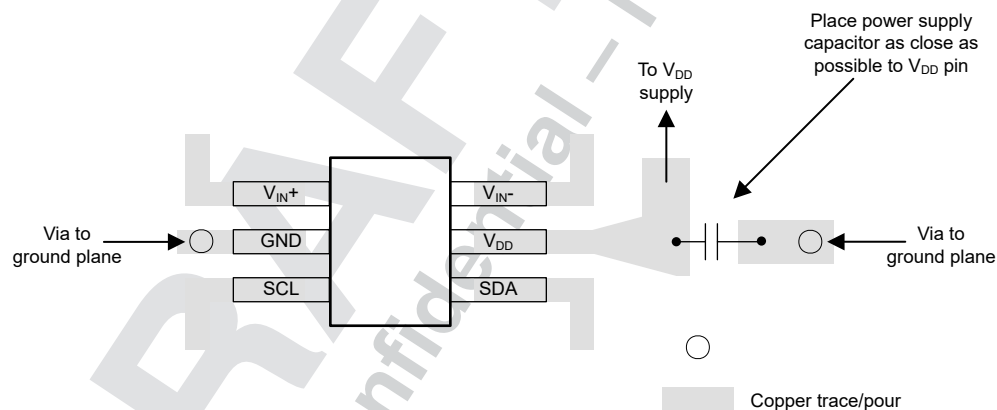 Place power supply
capacitor as close as
possible to VDD pin
To VDD
supply
VIN+
VIN-
Via to
ground plane
GND
VDD
Via to
ground plane
SCL
SDA
Copper trace/pour